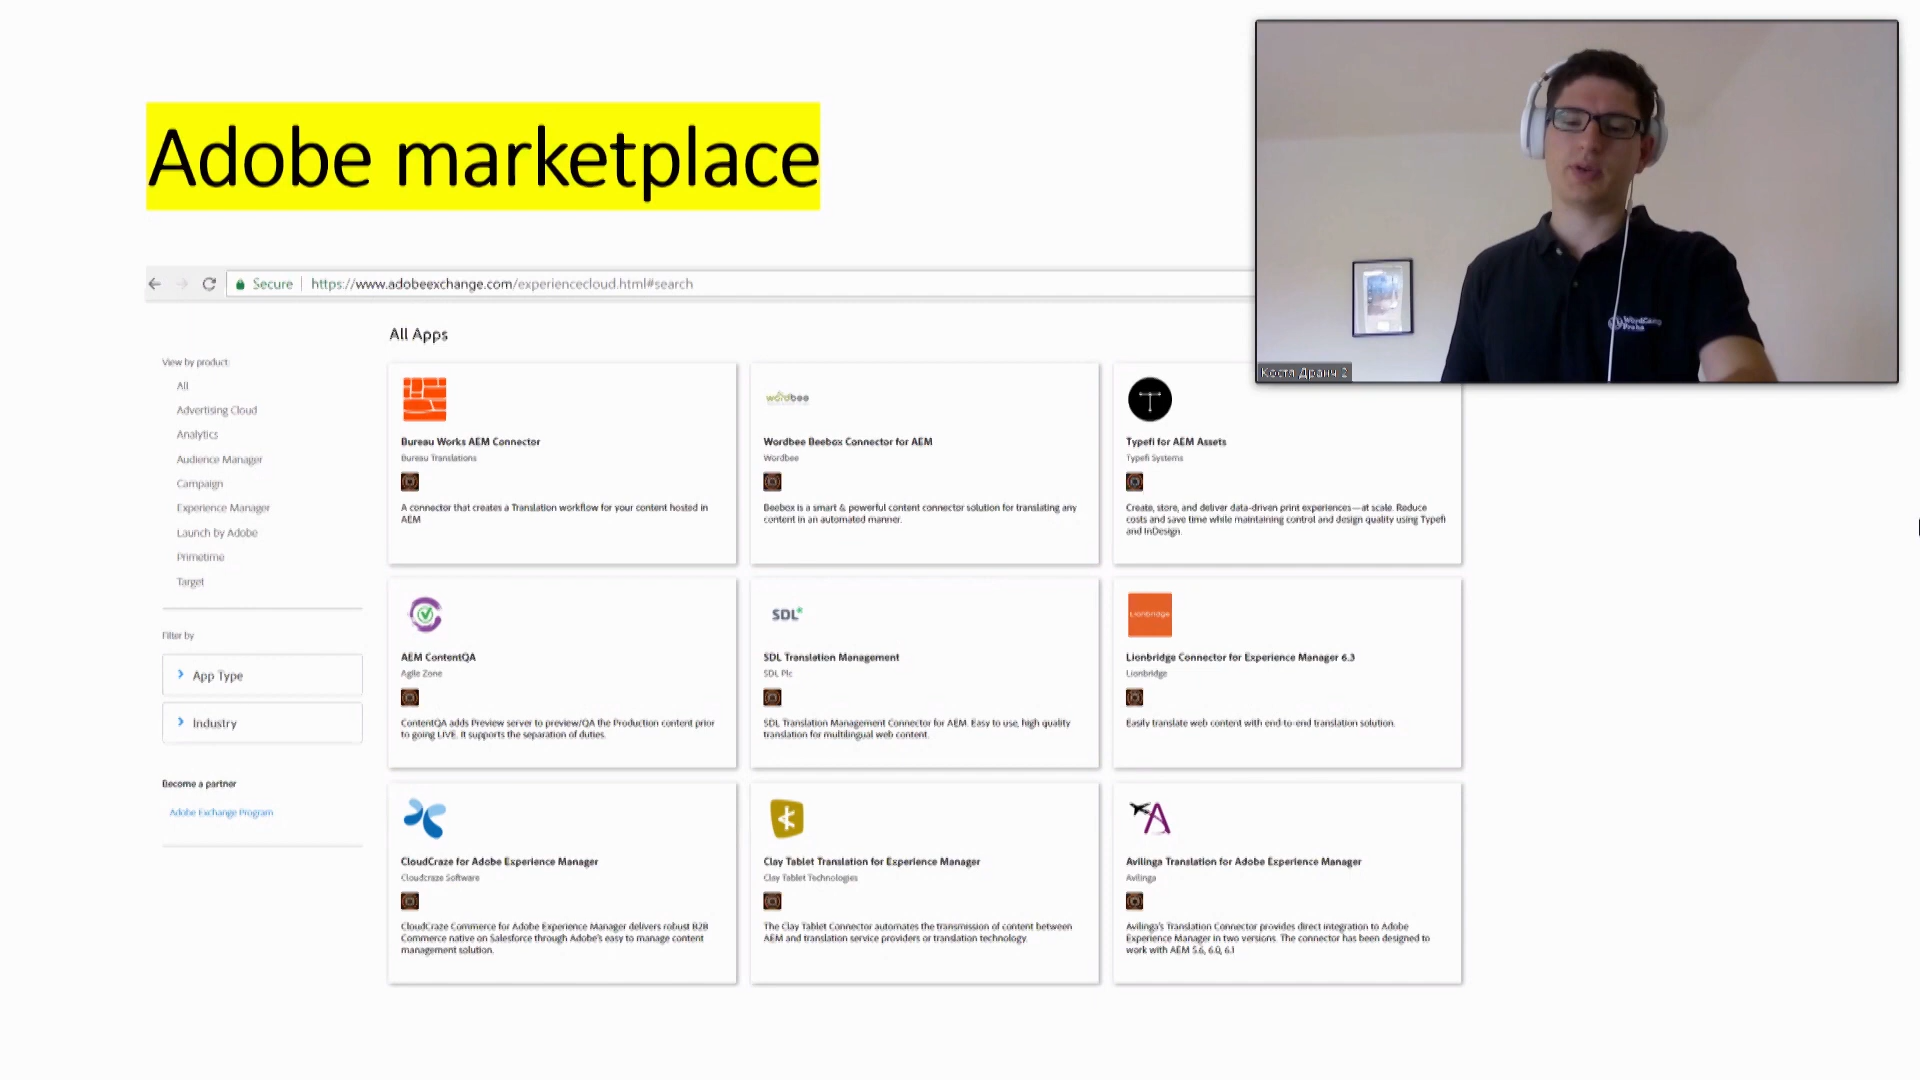 Adobe marketplace
Secure https://www.adobeexchange.com/experiencecloud.html#search
All Apps
View by product:
All
Advertising Cloud
Analytics
Audience Manager
Campaign
Experience Manager
Launch by Adobe
Primetime
Target
Filter by
App Type
Industry
Become a partner
Adobe Exchange Program
Bureau Works AEM Connector
Bureau Translations
A connector that creates a Translation workflow for your content hosted in
AEM
wordbee
Wordbee Beebox Connector for AEM
Wordbee
Beebox is a smart & powerful content connector solution for translating any
content in an automated manner.
Typefi for AEM Assets
Typefi Systems
Create, store, and deliver data-driven print experiences—at scale. Reduce
costs and save time while maintaining control and design quality using Typefi
and InDesign.
AEM ContentQA
Agile Zone
ContentQA adds Preview server to preview/QA the Production content prior
to going LIVE. It supports the separation of duties.
SDL*
SDL Translation Management
SDL Plc
SDL Translation Management Connector for AEM. Easy to use, high quality
translation for multilingual web content.
Lionbridge
Lionbridge Connector for Experience Manager 6.3
Lionbridge
Easily translate web content with end-to-end translation solution.
CloudCraze for Adobe Experience Manager
Cloudcraze Software
CloudCraze Commerce for Adobe Experience Manager delivers robust B2B
Commerce native on Salesforce through Adobe's easy to manage content
management solution.
Clay Tablet Translation for Experience Manager
Clay Tablet Technologies
The Clay Tablet Connector automates the transmission of content between
AEM and translation service providers or translation technology.
Avilinga Translation for Adobe Experience Manager
Avilinga
Avilinga's Translation Connector provides direct integration to Adobe
Experience Manager in two versions. The connector has been designed to
work with AEM 5.6, 6.0, 6.1
WordCamp
Praha
Костя Дранч 2